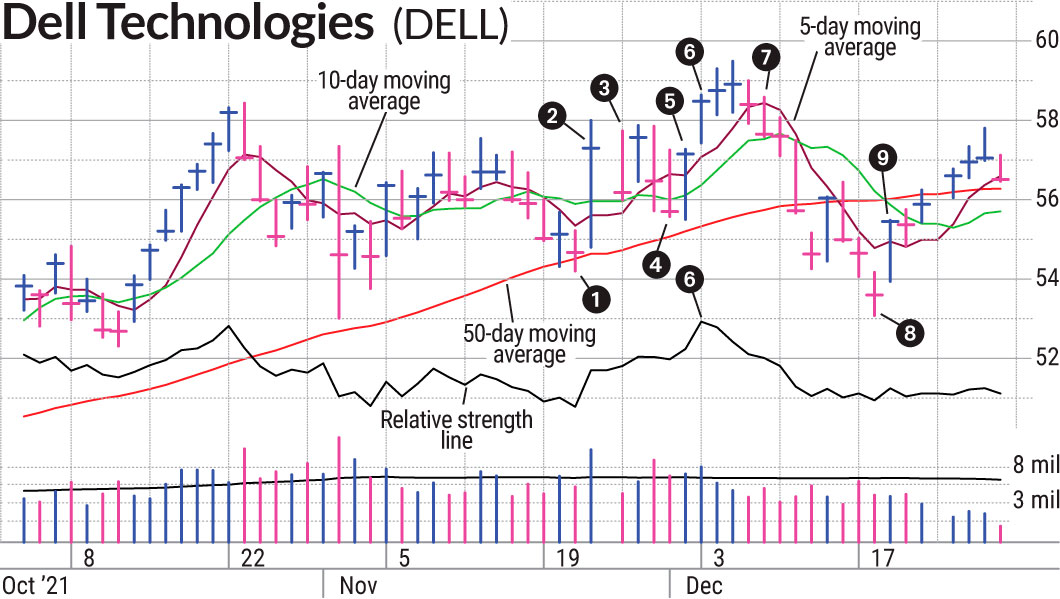 Dell Technologies (DELL)
5-day moving
average
60
10-day moving
average
6
7
3
5
2
58
9
56
4
1
6
54
8
50-day moving
average
52
Relative strength
line
8 mil
3 mil
8
22
5
19
3
17
Oct ’21
Nov
Dec